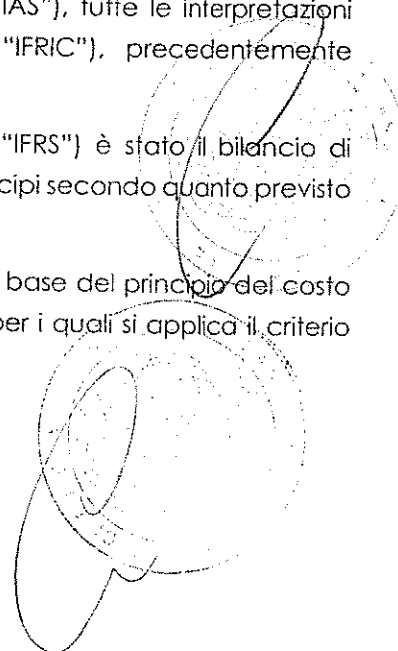 IAS"), tutte le interpretazioni
"IFRIC"), precedentemente
"IFRS") è stato il bilancio di
cipi secondo quanto previsto
base del principio del costo
per i quali si applica il criterio